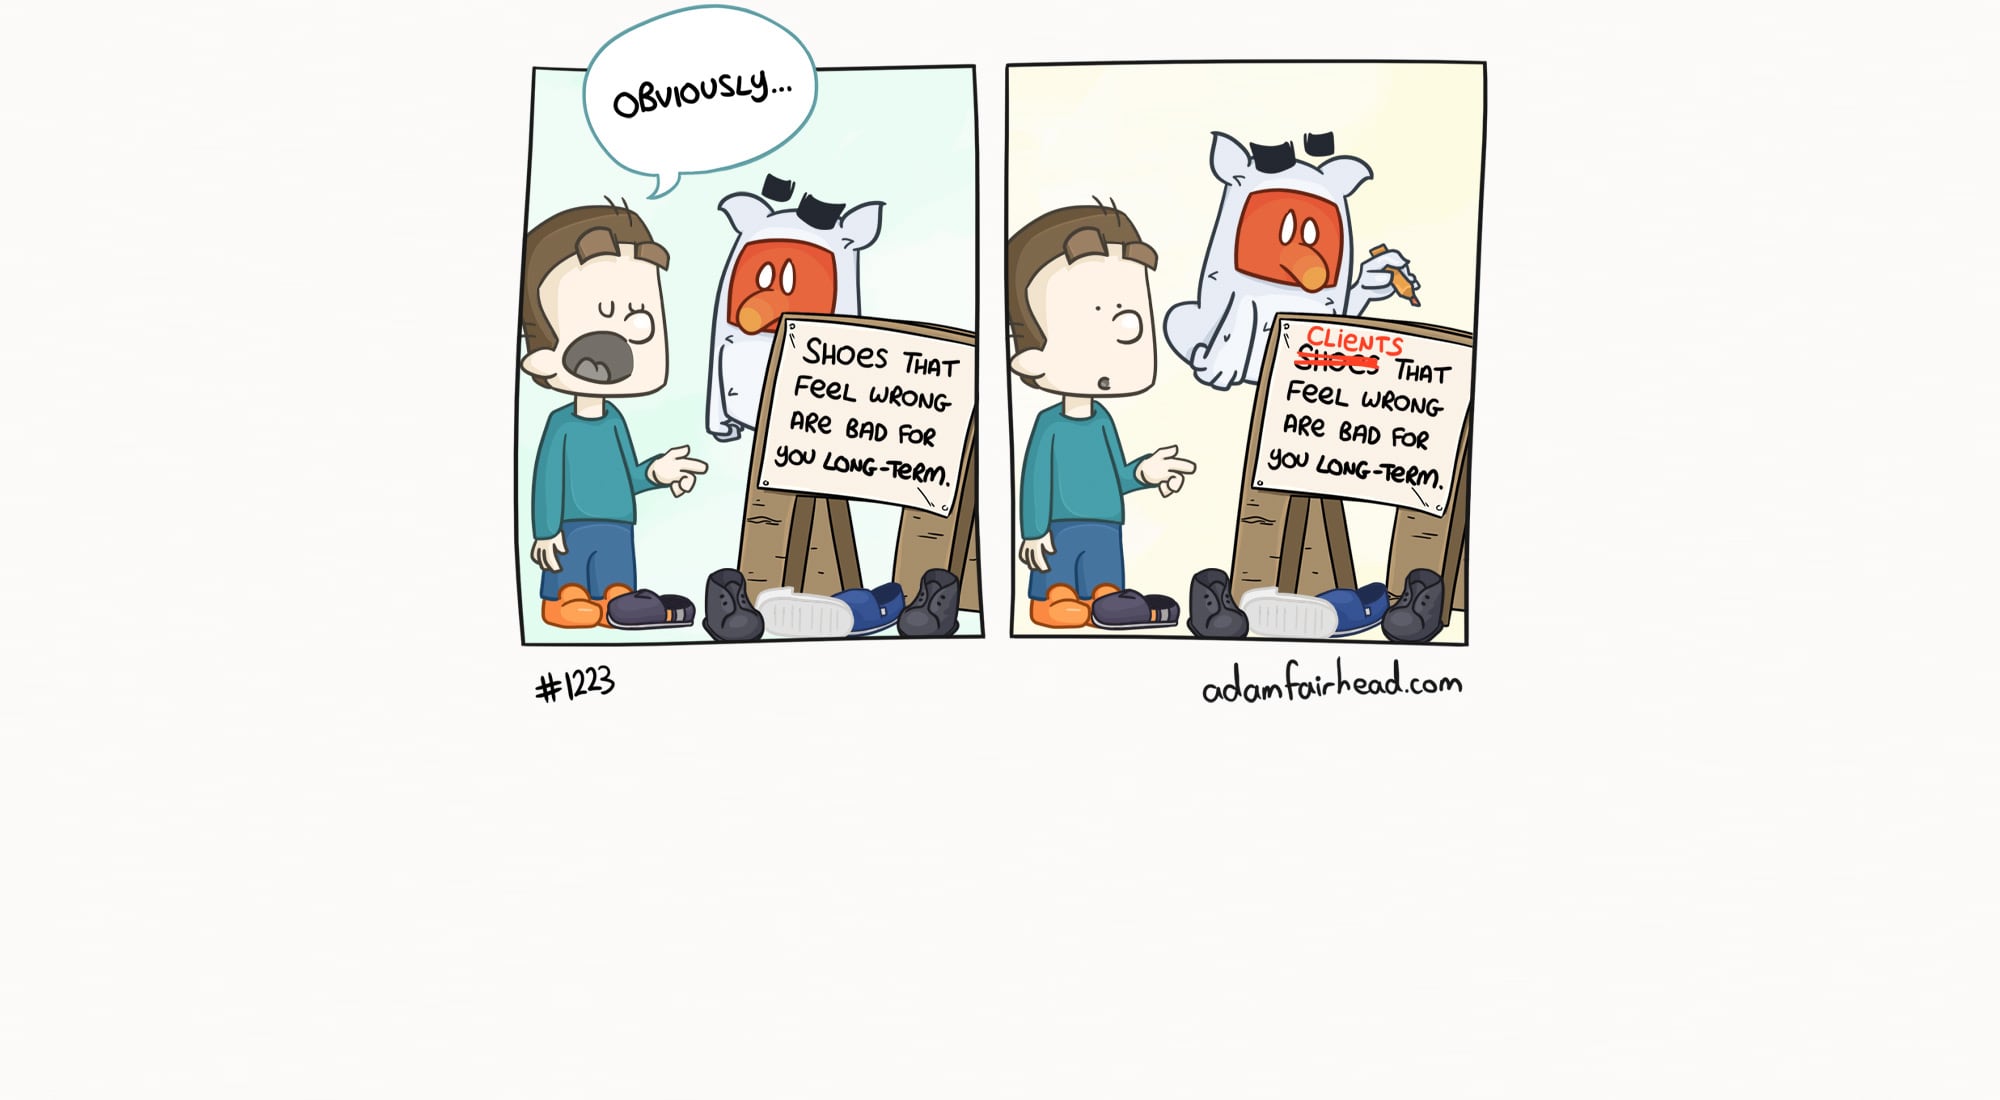 OBVIOUSLY...
SHOES THAT
FEEL WRONG
ARE BAD FOR
YOU LONG-TERM.
CLIENTS
SHOES THAT
FEEL WRONG
ARE BAD FOR
YOU LONG-TERM.
#1223
adamfairhead.com